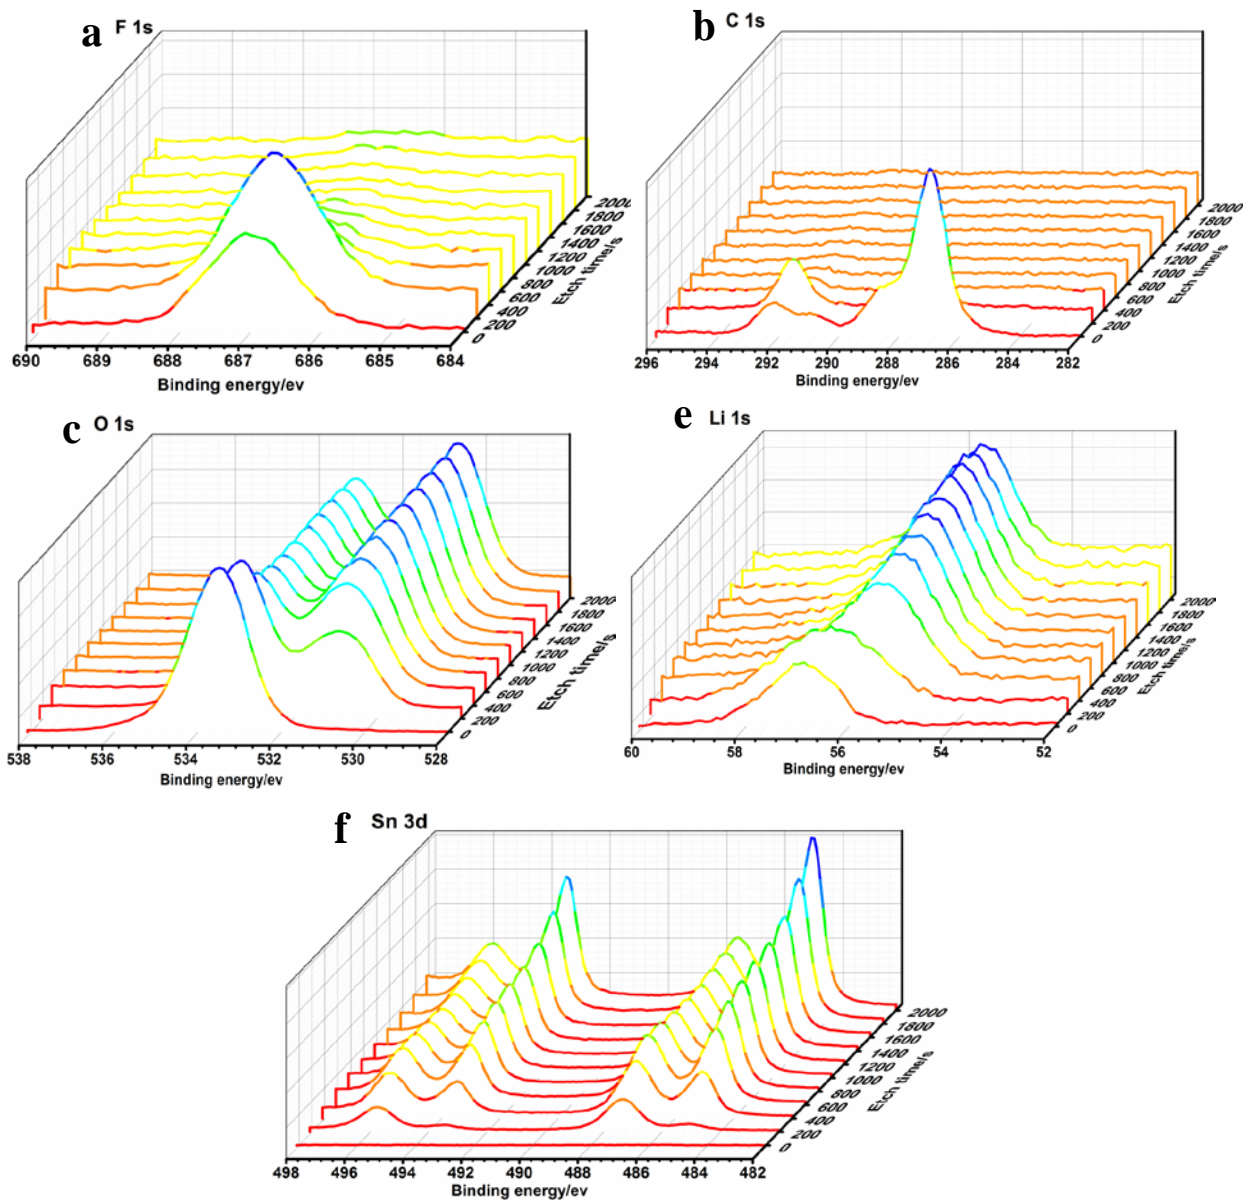 a F 1s
2000
1800
1600
1400
1200
1000
800
600
400
200
0
Etch time/s
690 689 688 687 686 685 684
Binding energy/ev
b C 1s
2000
1800
1600
1400
1200
1000
800
600
400
200
0
Etch time/s
296 294 292 290 288 286 284 282
Binding energy/ev
c O 1s
2000
1800
1600
1400
1200
1000
800
600
400
200
0
Etch time/s
538 536 534 532 530 528
Binding energy/ev
e Li 1s
2000
1800
1600
1400
1200
1000
800
600
400
200
0
Etch time/s
60 58 56 54 52
Binding energy/ev
f Sn 3d
2000
1800
1600
1400
1200
1000
800
600
400
200
0
Etch time/s
498 496 494 492 490 488 486 484 482
Binding energy/ev